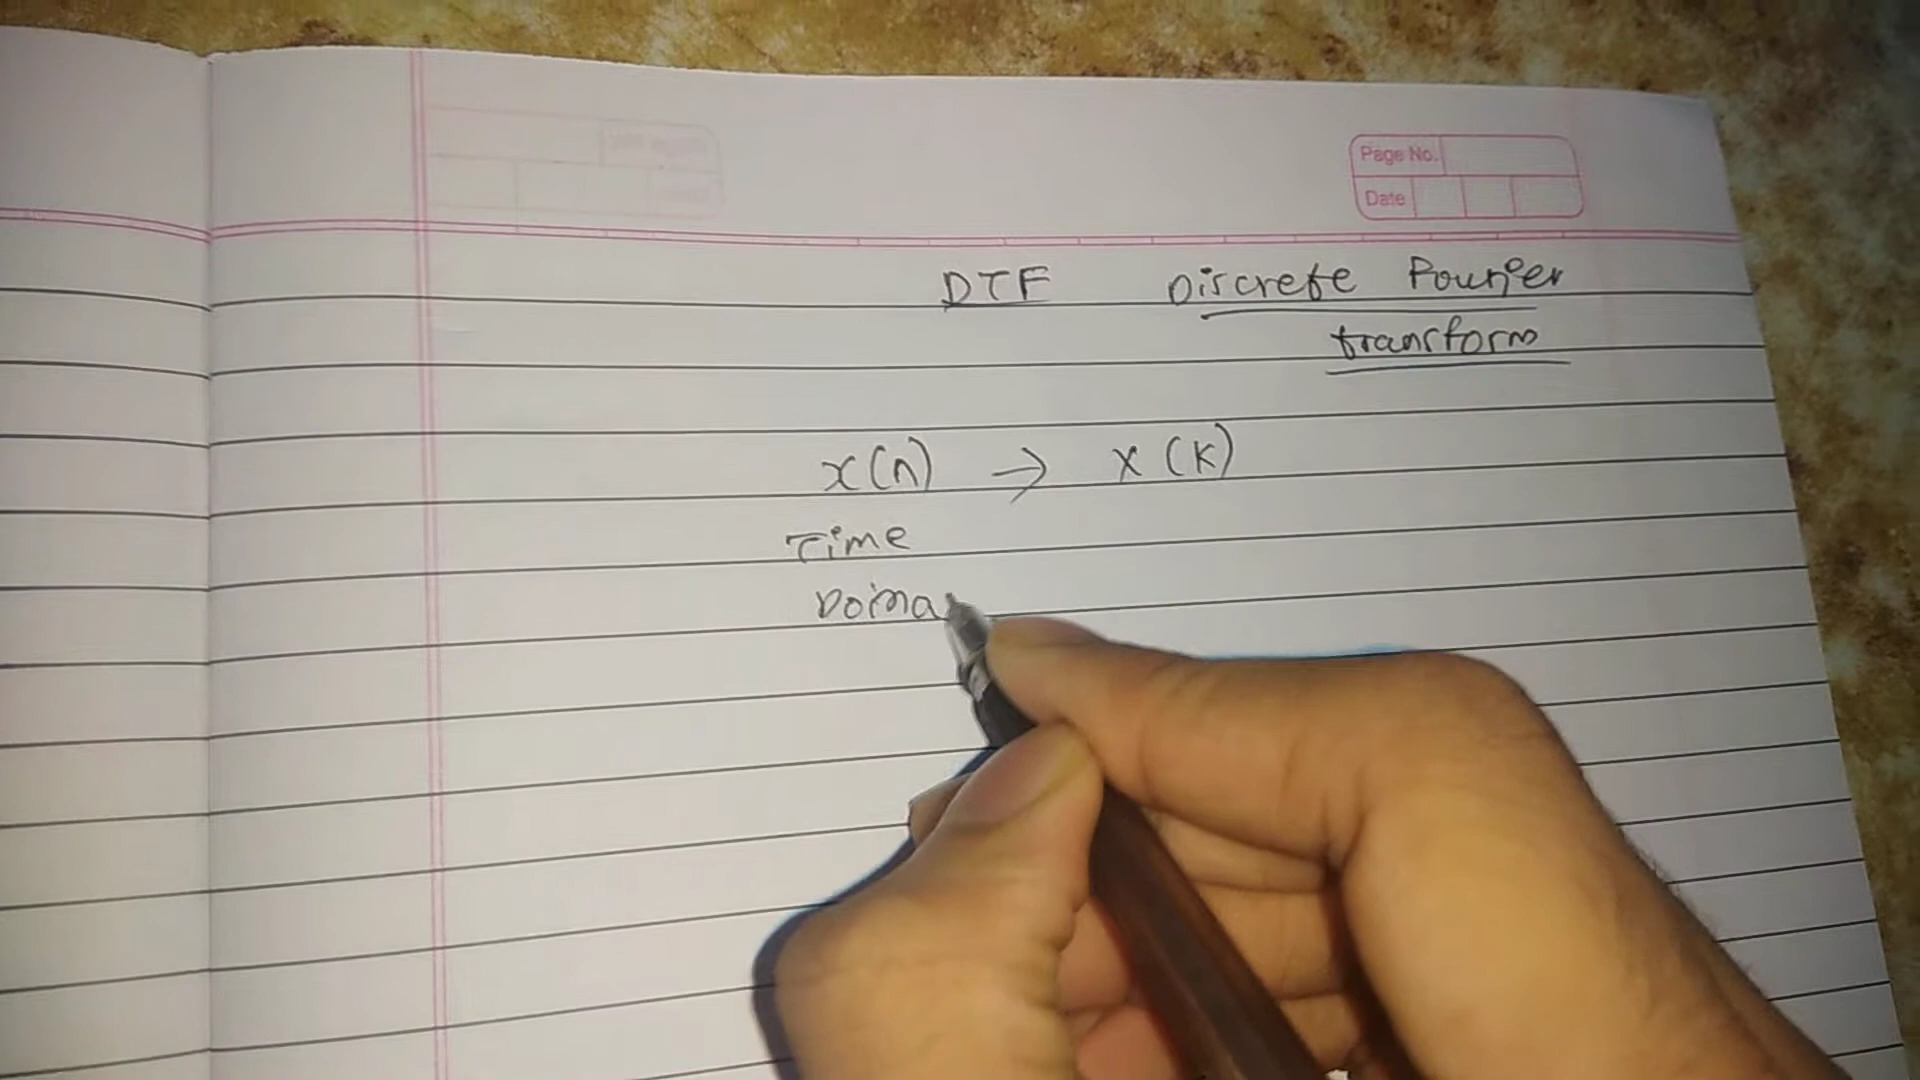 Page No.
Date
DTF Discrete Fourier
transform
x(n) → X (K)
Time
Doma